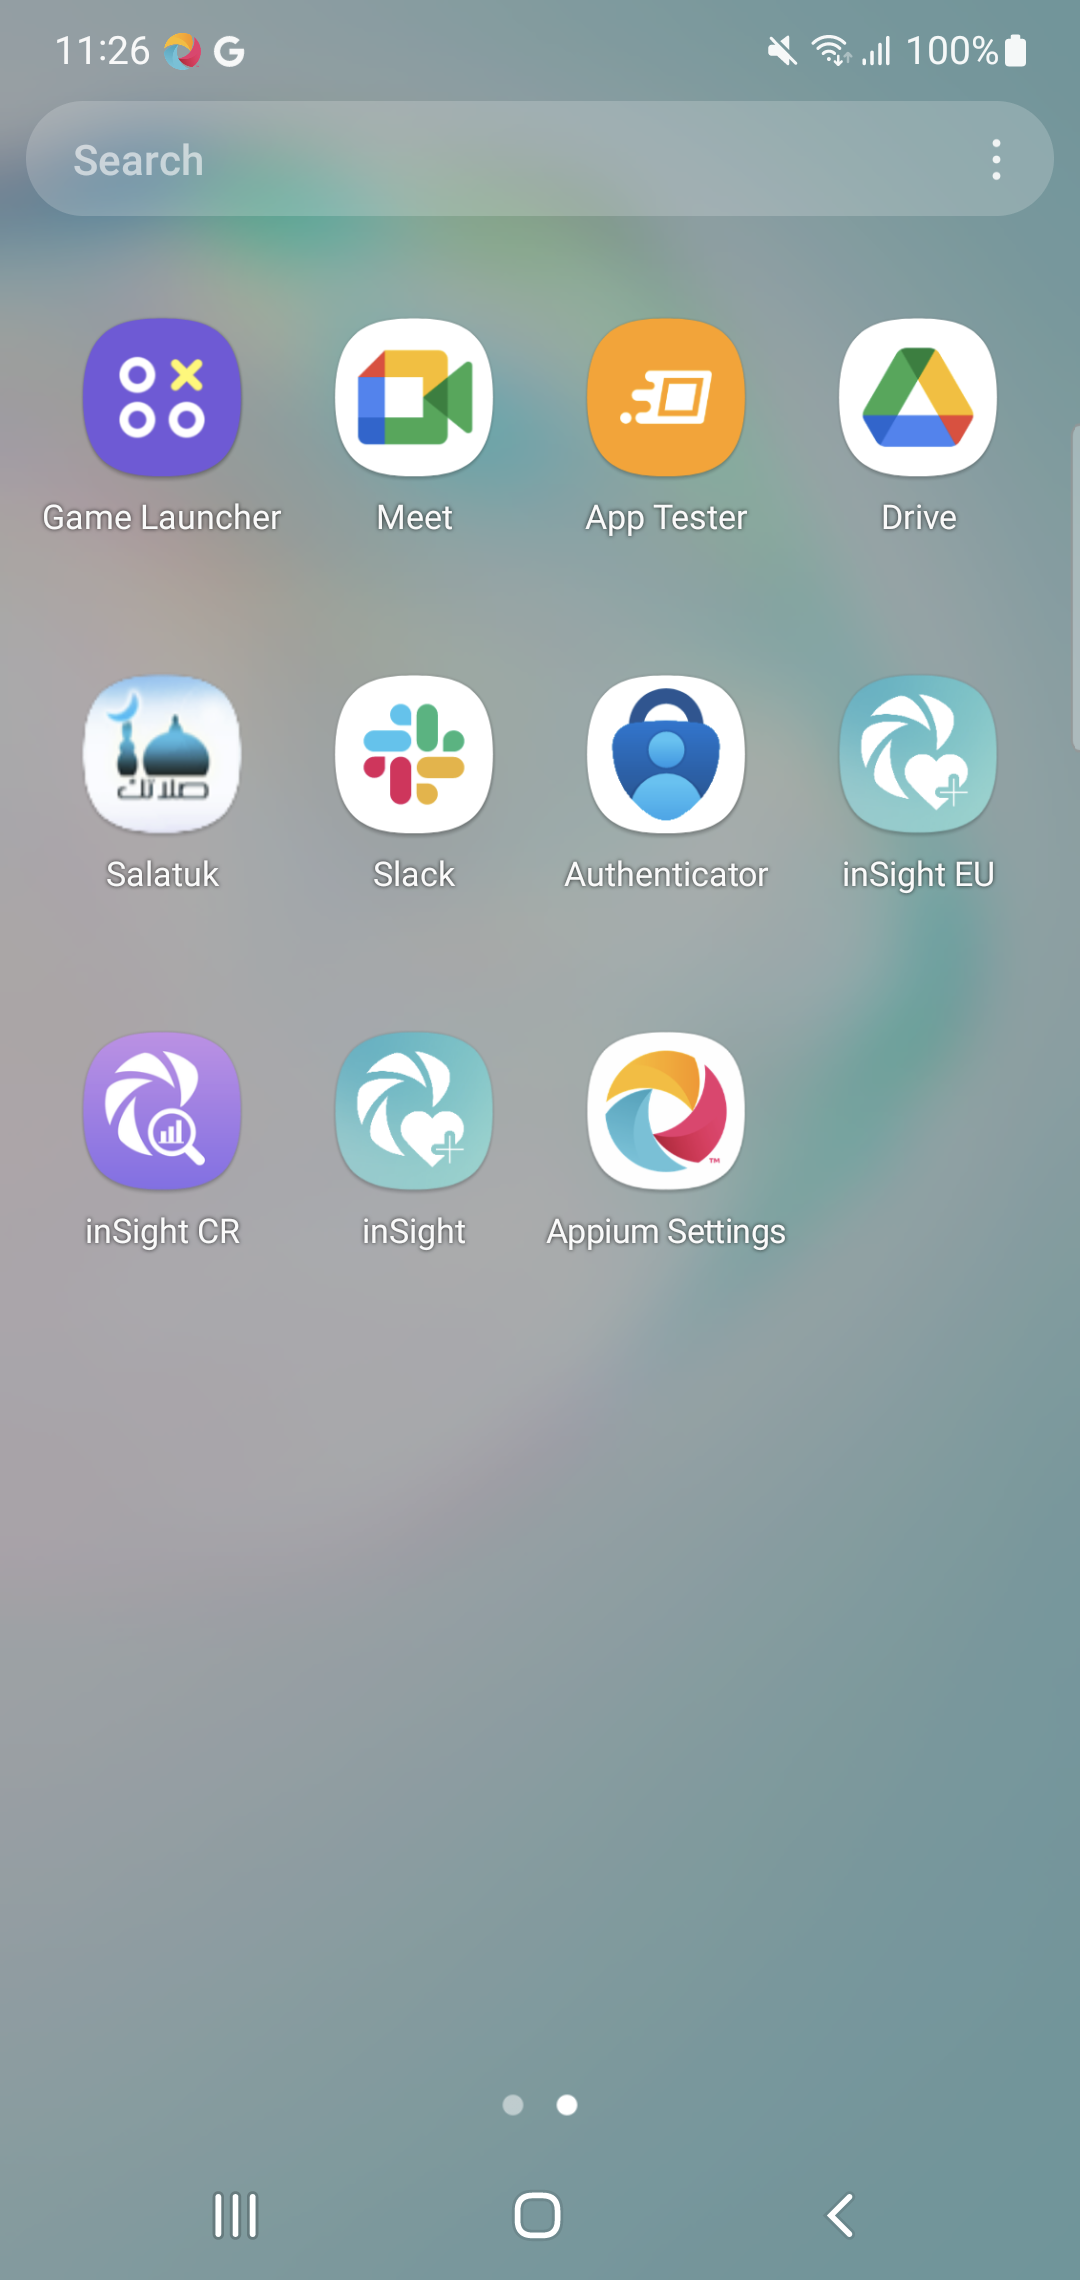 11:26 G 100%
Search
Game Launcher Meet App Tester Drive
صلاتك
Salatuk Slack Authenticator inSight EU
TM
inSight CR inSight Appium Settings